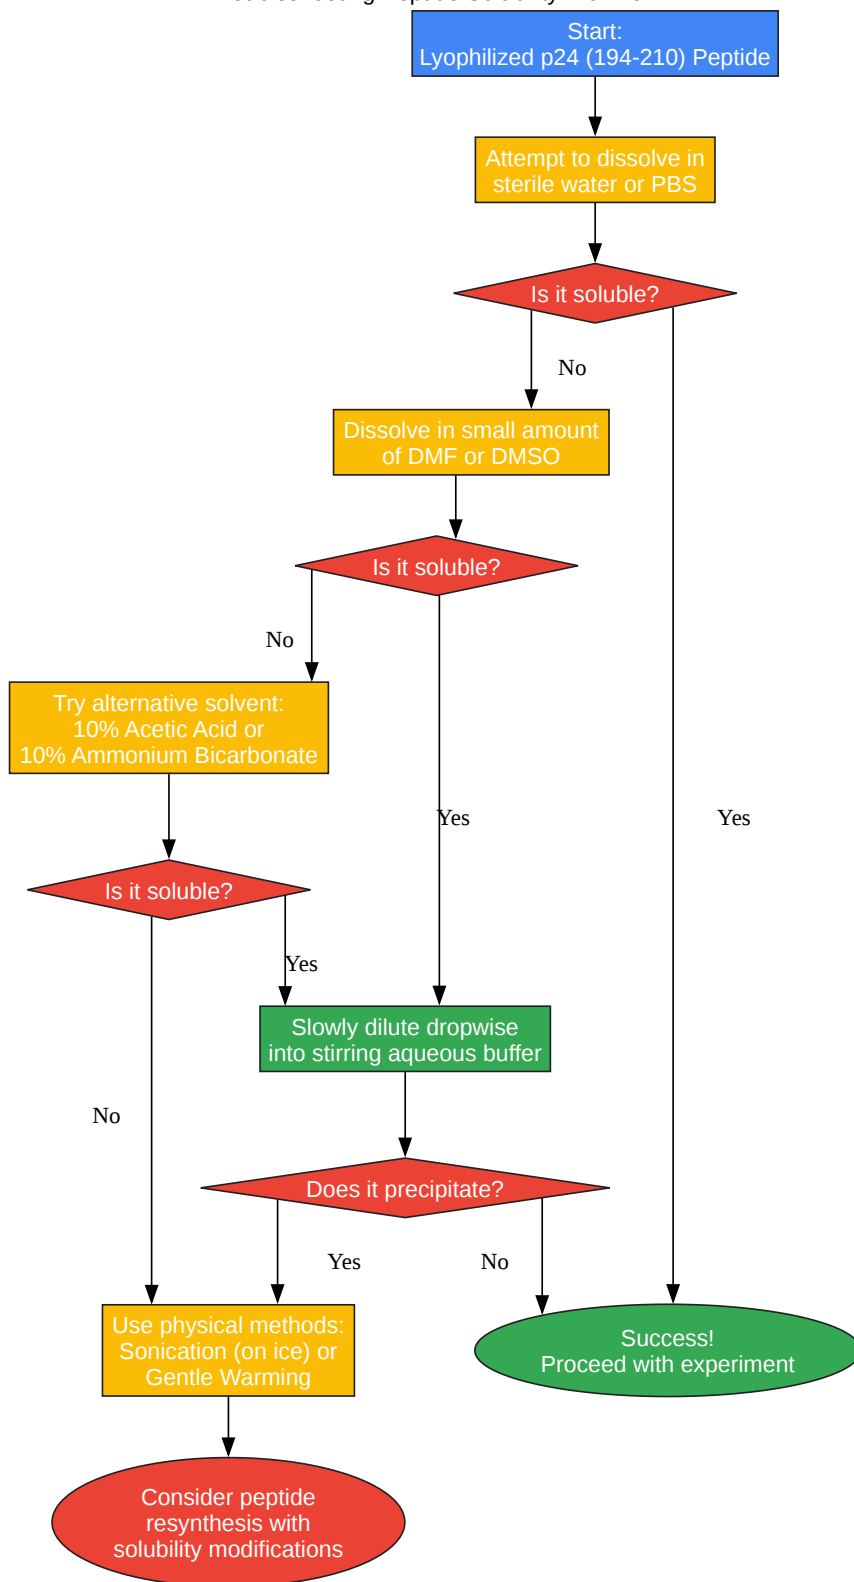 Start:
Lyophilized p24 (194-210) Peptide
Attempt to dissolve in
sterile water or PBS
Is it soluble?
No
Dissolve in small amount
of DMF or DMSO
Is it soluble?
No
Try alternative solvent:
10% Acetic Acid or
10% Ammonium Bicarbonate
Yes
Yes
Is it soluble?
Yes
Slowly dilute dropwise
into stirring aqueous buffer
No
Does it precipitate?
Yes
No
Use physical methods:
Sonication (on ice) or
Gentle Warming
Success!
Proceed with experiment
Consider peptide
resynthesis with
solubility modifications